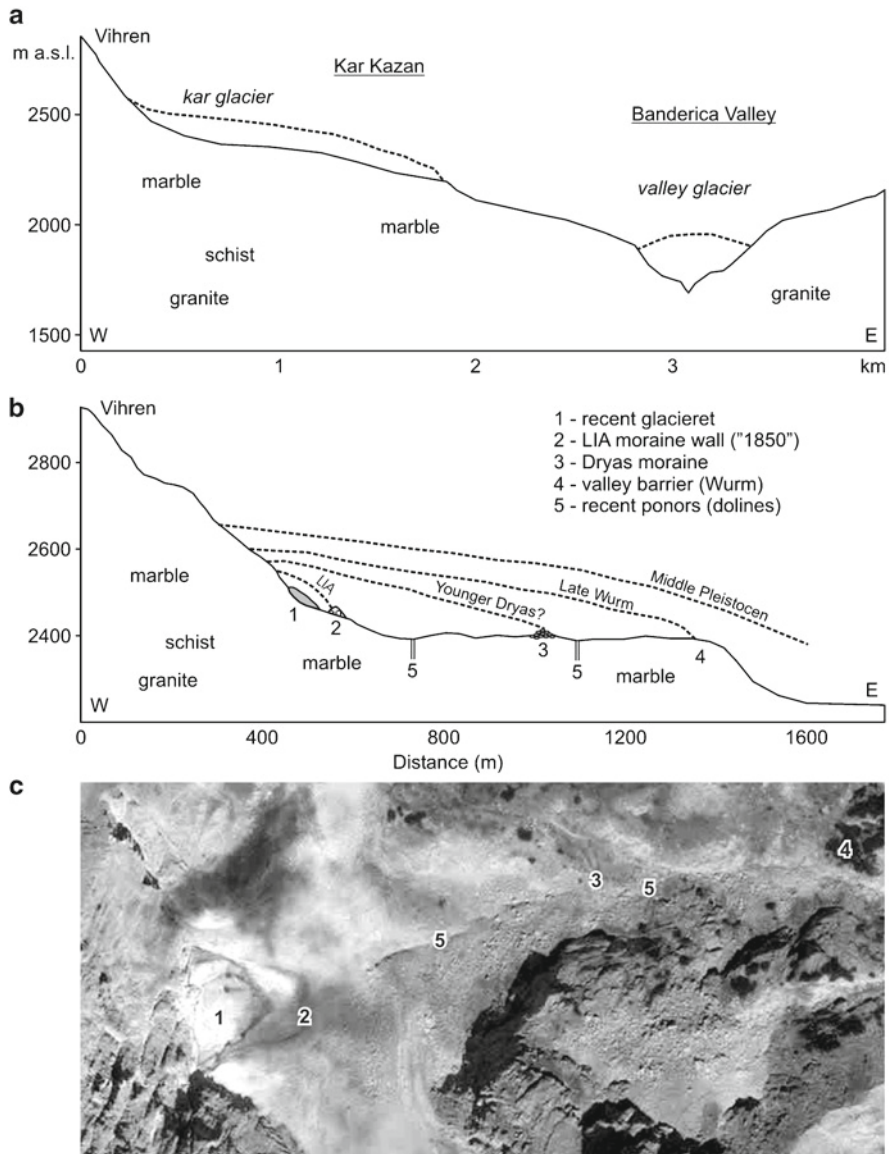 a
Vihren
m a.s.l.
Kar Kazan
kar glacier
2500
Banderica Valley
marble
valley glacier
marble
2000
schist
granite
granite
1500
W
E
0
1
2
3
km
b
Vihren
1 - recent glacieret
2 - LIA moraine wall ("1850")
3 - Dryas moraine
4 - valley barrier (Wurm)
5 - recent ponors (dolines)
2800
2600
marble
LIA
Younger Dryas?
Late Wurm
Middle Pleistocen
1
2
2400
3
4
schist
marble
5
5
marble
granite
W
E
2200
0
400
800
1200
1600
Distance (m)
c
4
3
5
5
1
2